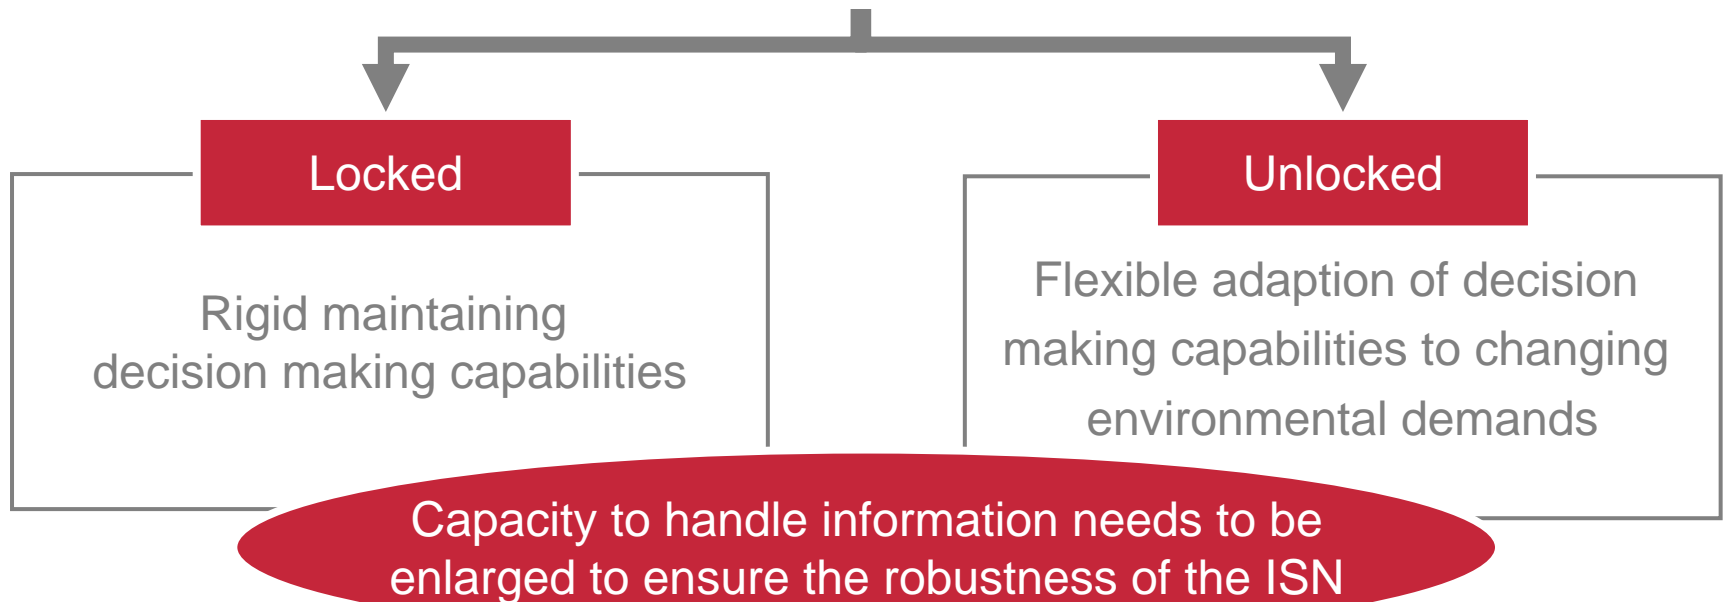 Locked
Unlocked
Rigid maintaining
decision making capabilities
Flexible adaption of decision
making capabilities to changing
environmental demands
Capacity to handle information needs to be
enlarged to ensure the robustness of the ISN